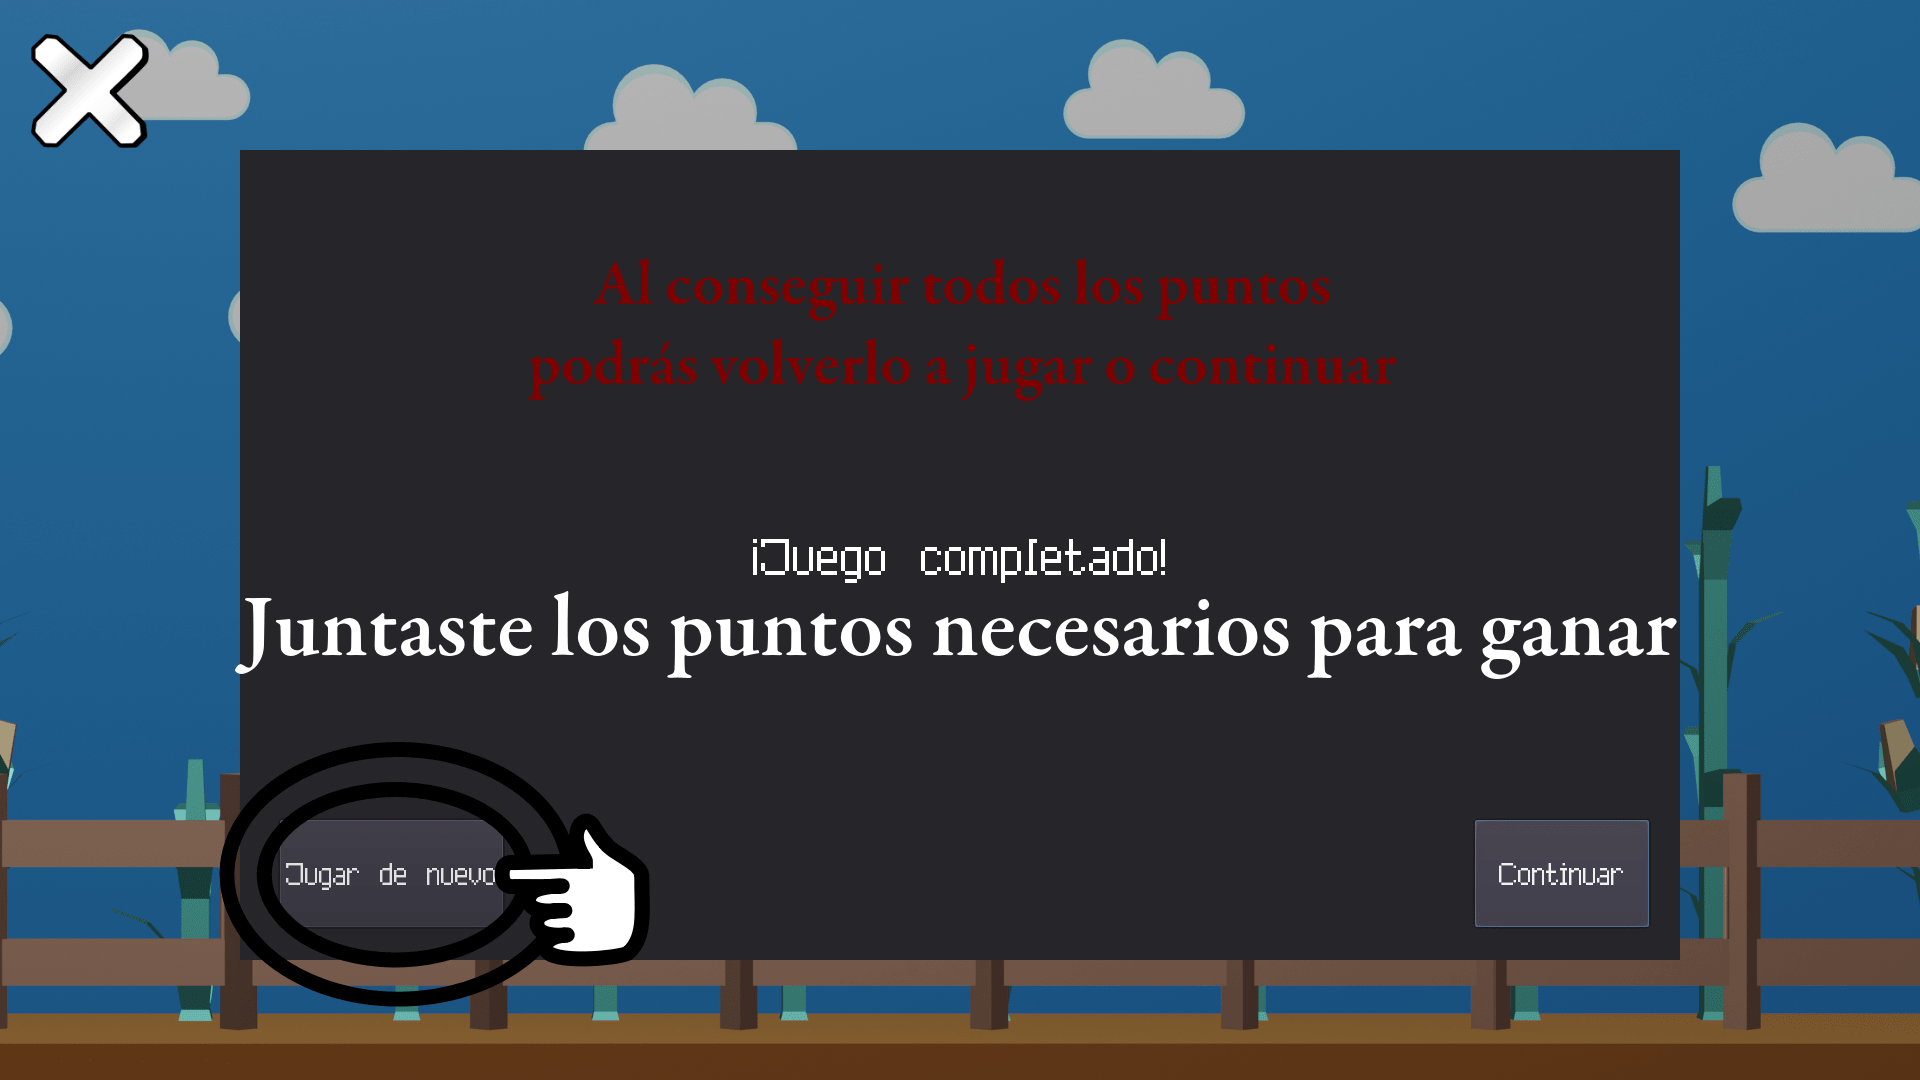 Al conseguir todos los puntos
podrás volverlo a jugar o continuar
¡Juego completado!
Juntaste los puntos necesarios para ganar
Jugar de nuevo
Continuar